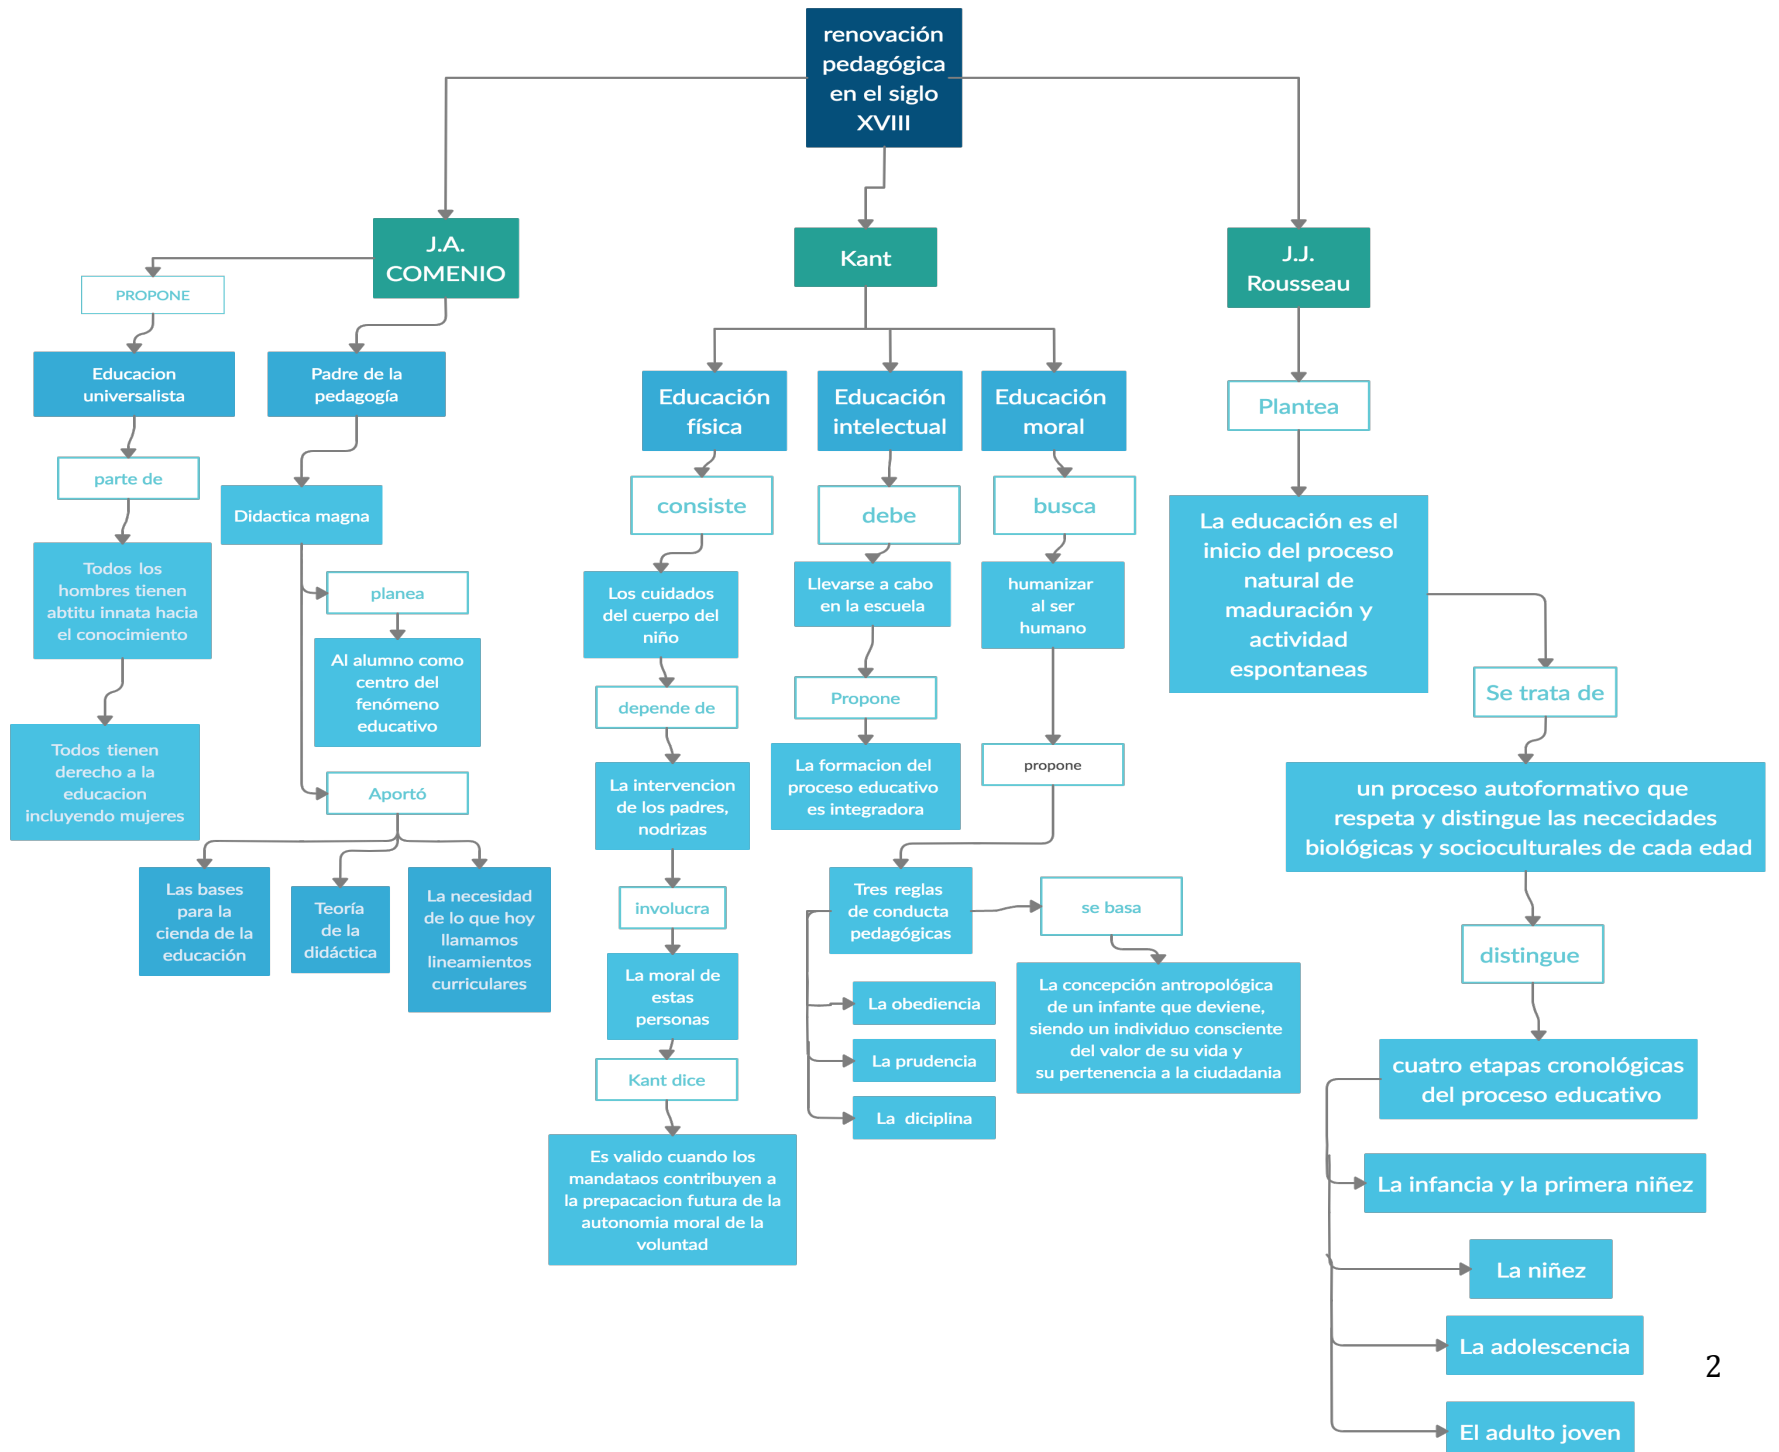 renovación
pedagógica
en el siglo
XVIII
J.A.
COMENIO
PROPONE
Educacion
universalista
parte de
Todos los
hombres tienen
abtitu innata hacia
el conocimiento
Todos tienen
derecho a la
educacion
incluyendo mujeres
Padre de la
pedagogía
Didactica magna
planea
Al alumno como
centro del
fenómeno
educativo
Aportó
Las bases
para la
cienda de la
educación
Teoría
de la
didáctica
La necesidad
de lo que hoy
llamamos
lineamientos
curriculares
Kant
Educación
física
consiste
Los cuidados
del cuerpo del
niño
depende de
La intervencion
de los padres,
nodrizas
involucra
La moral de
estas
personas
Kant dice
Es valido cuando los
mandataos contribuyen a
la prepacacion futura de la
autonomia moral de la
voluntad
Educación
intelectual
debe
Llevarse a cabo
en la escuela
Propone
La formacion del
proceso educativo
es integradora
Educación
moral
busca
humanizar
al ser
humano
propone
Tres reglas
de conducta
pedagógicas
se basa
La concepción antropológica
de un infante que deviene,
siendo un individuo consciente
del valor de su vida y
su pertenencia a la ciudadania
La obediencia
La prudencia
La diciplina
J.J.
Rousseau
Plantea
La educación es el
inicio del proceso
natural de
maduración y
actividad
espontaneas
Se trata de
un proceso autoformativo que
respeta y distingue las nececidades
biológicas y socioculturales de cada edad
distingue
cuatro etapas cronológicas
del proceso educativo
La infancia y la primera niñez
La niñez
La adolescencia
El adulto joven
2